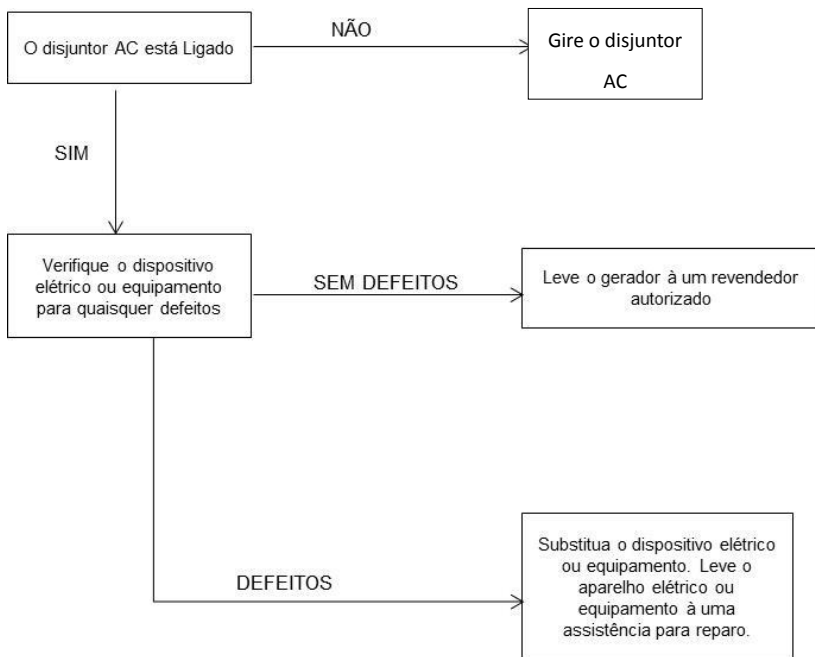 O disjuntor AC está Ligado
NÃO
Gire o disjuntor
AC
SIM
Verifique o dispositivo
elétrico ou equipamento
para quaisquer defeitos
SEM DEFEITOS
Leve o gerador à um revendedor
autorizado
DEFEITOS
Substitua o dispositivo elétrico
ou equipamento. Leve o
aparelho elétrico ou
equipamento à uma
assistência para reparo.